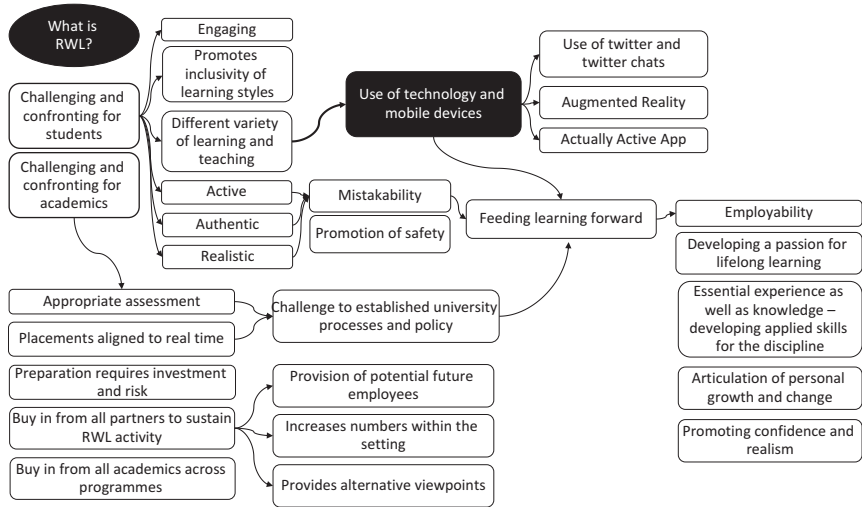 What is
RWL?
Challenging and
confronting for
students
Challenging and
confronting for
academics
Engaging
Promotes
inclusivity of
learning styles
Different variety
of learning and
teaching
Active
Authentic
Realistic
Mistakability
Promotion of safety
Use of technology and
mobile devices
Use of twitter and
twitter chats
Augmented Reality
Actually Active App
Feeding learning forward
Employability
Developing a passion for
lifelong learning
Essential experience as
well as knowledge –
developing applied skills
for the discipline
Articulation of personal
growth and change
Promoting confidence and
realism
Appropriate assessment
Placements aligned to real time
Challenge to established university
processes and policy
Preparation requires investment
and risk
Buy in from all partners to sustain
RWL activity
Buy in from all academics across
programmes
Provision of potential future
employees
Increases numbers within the
setting
Provides alternative viewpoints